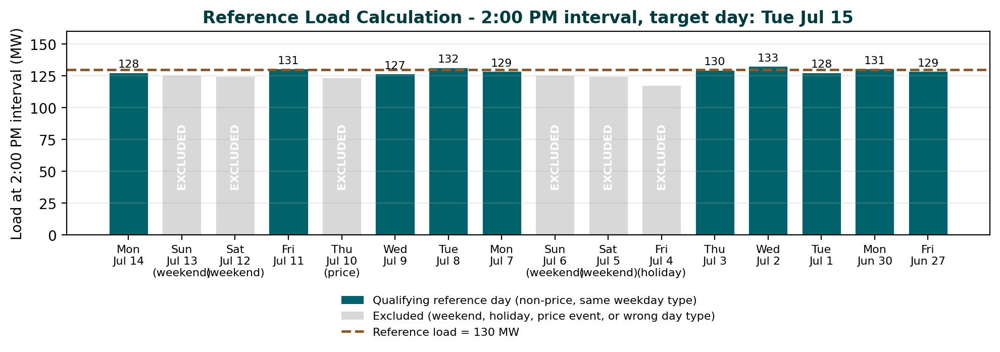 Reference Load Calculation - 2:00 PM interval, target day: Tue Jul 15
Load at 2:00 PM interval (MW)
150
125
100
75
50
25
0
128
131
127
132
129
130
133
128
131
129
EXCLUDED
EXCLUDED
EXCLUDED
EXCLUDED
EXCLUDED
EXCLUDED
Mon
Jul 14
Sun
Jul 13
(weekend)
Sat
Jul 12
(weekend)
Fri
Jul 11
Thu
Jul 10
(price)
Wed
Jul 9
Tue
Jul 8
Mon
Jul 7
Sun
Jul 6
(weekend)
Sat
Jul 5
(weekend)
Fri
Jul 4
(holiday)
Thu
Jul 3
Wed
Jul 2
Tue
Jul 1
Mon
Jun 30
Fri
Jun 27
Qualifying reference day (non-price, same weekday type)
Excluded (weekend, holiday, price event, or wrong day type)
Reference load = 130 MW